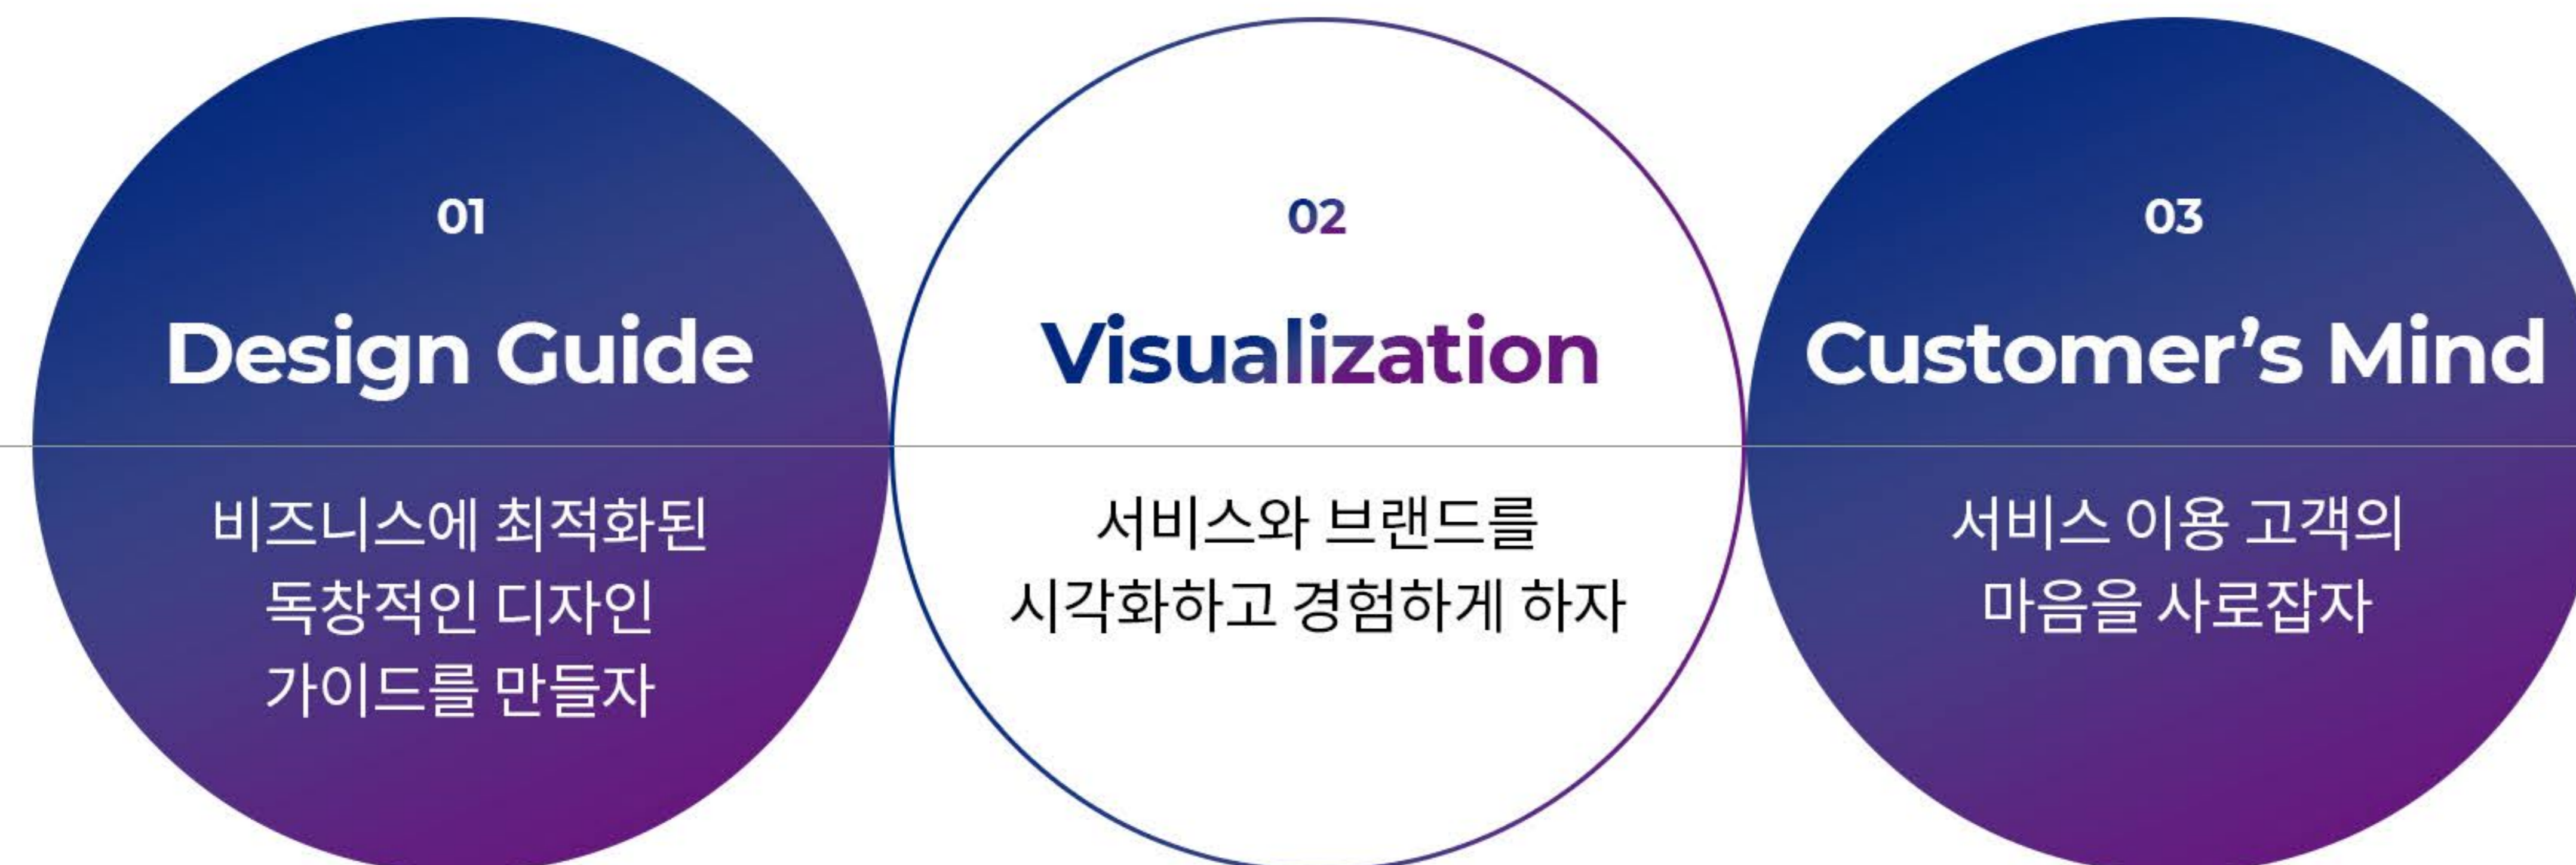 01
Design Guide
비즈니스에 최적화된
독창적인 디자인
가이드를 만들자
02
Visualization
서비스와 브랜드를
시각화하고 경험하게 하자
03
Customer’s Mind
서비스 이용 고객의
마음을 사로잡자